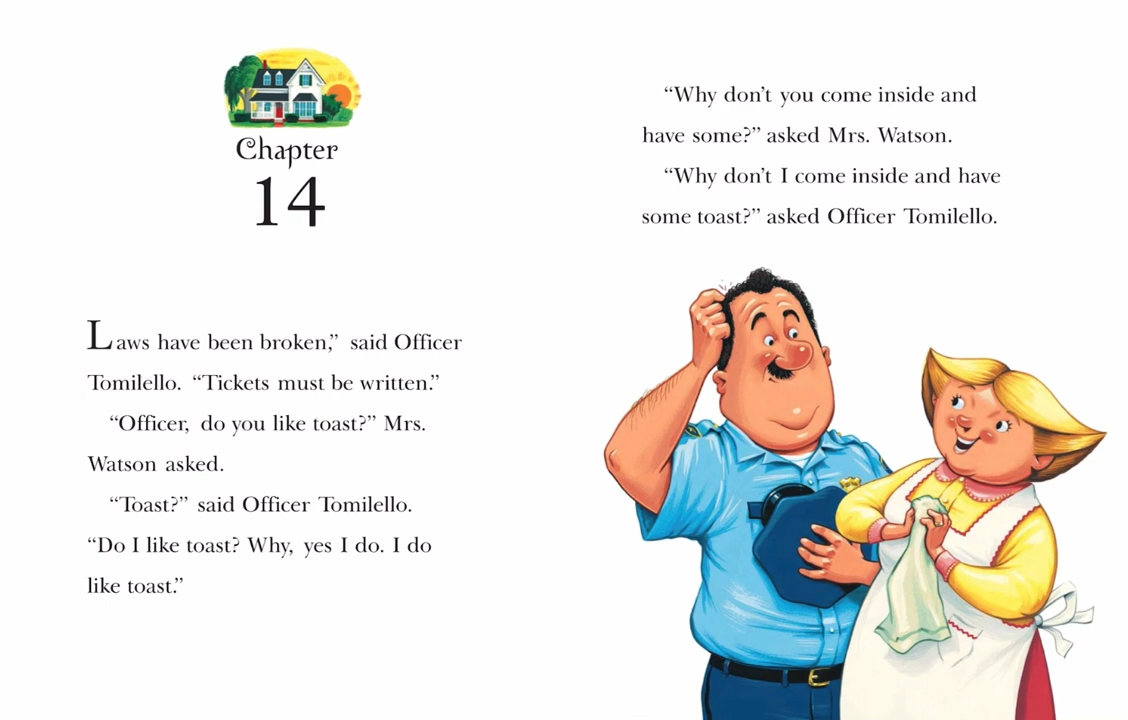 Chapter
14
Laws have been broken,” said Officer
Tomilello. “Tickets must be written.”
“Officer, do you like toast?” Mrs.
Watson asked.
“Toast?” said Officer Tomilello.
“Do I like toast? Why, yes I do. I do
like toast.”
“Why don’t you come inside and
have some?” asked Mrs. Watson.
“Why don’t I come inside and have
some toast?” asked Officer Tomilello.